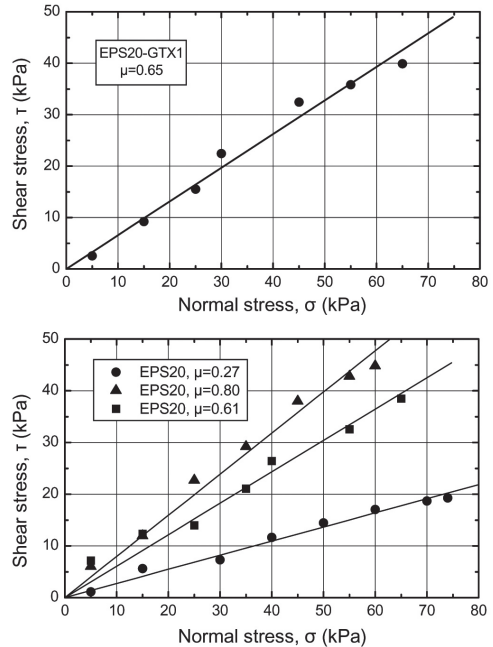 50
40
30
20
10
0
Shear stress, τ (kPa)
EPS20-GTX1
μ=0.65
0 10 20 30 40 50 60 70 80
Normal stress, σ (kPa)
50
40
30
20
10
0
Shear stress, τ (kPa)
EPS20, μ=0.27
EPS20, μ=0.80
EPS20, μ=0.61
0 10 20 30 40 50 60 70 80
Normal stress, σ (kPa)